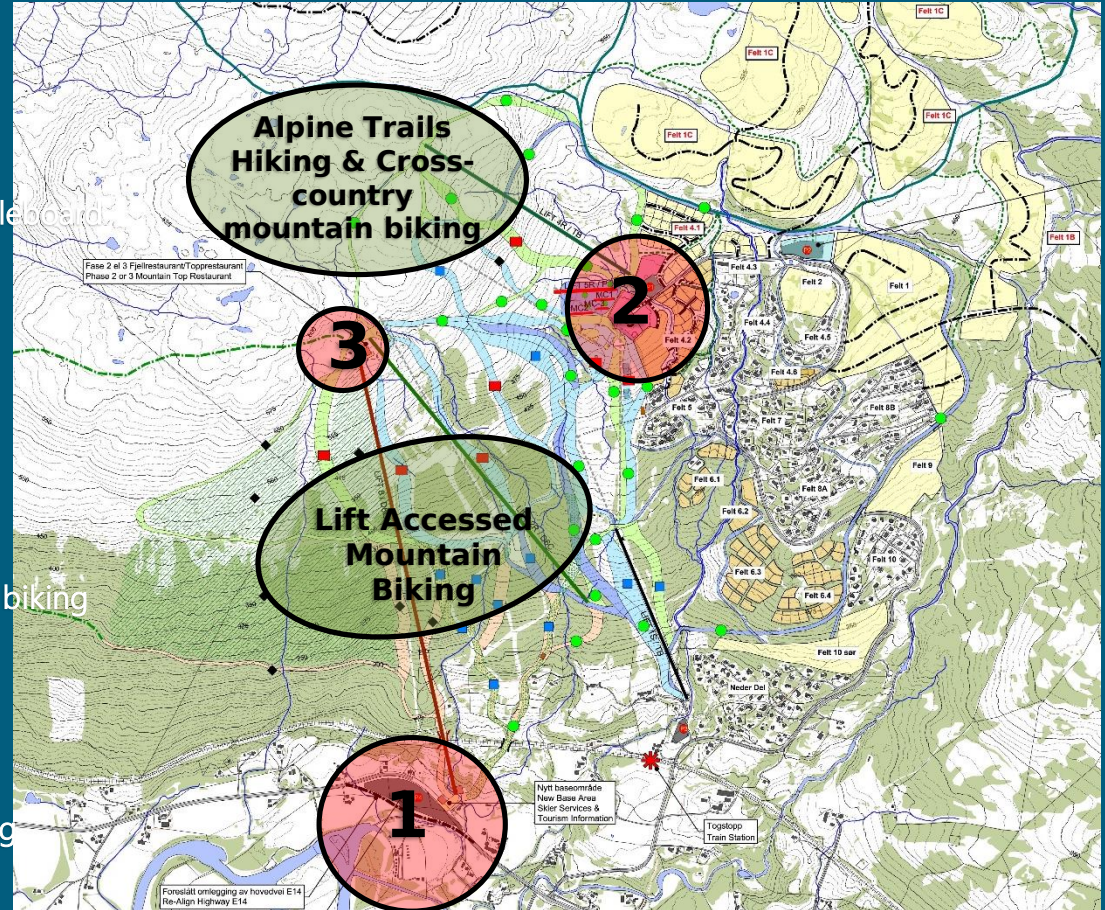 Felt 1C
Felt 1C
Felt 1C
Felt 1C
Alpine Trails
Hiking & Cross-
country
mountain biking
Felt 4.1
Felt 1B
Fase 2 el 3 Fjellrestaurant/Topprestaurant
Phase 2 or 3 Mountain Top Restaurant
Felt 4.3
Felt 2
Felt 1
2
Felt 4.2
Felt 4.4
Felt 4.5
3
Felt 4.8
Felt 5
Felt 7
Felt 8B
Felt 9
Felt 6.1
Felt 8A
Felt 6.2
Lift Accessed
Mountain
Biking
Felt 10
Felt 6.3
Felt 6.4
biking
Felt 10 sør
Neder Del
1
Nytt baseområde
New Base Area
Skier Services &
Tourism Information
Togstopp
Train Station
g
Foreslått omlegging av hovedvei E14
Re-Align Highway E14